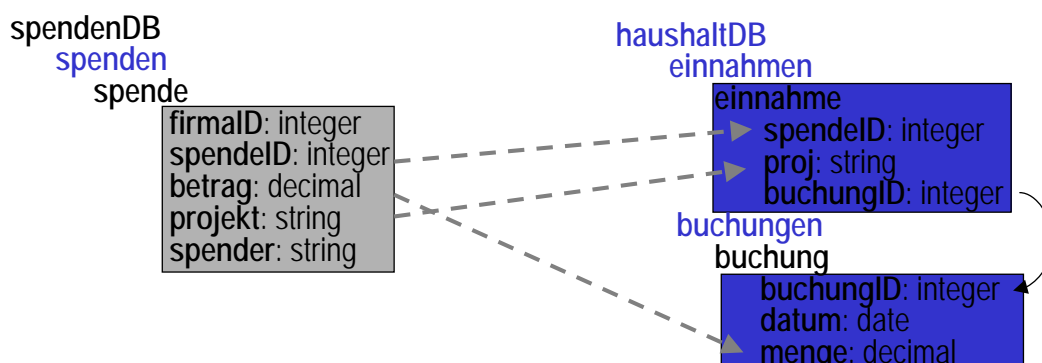 spendenDB
spenden
spende
firmaID: integer
spendeID: integer
betrag: decimal
projekt: string
spender: string
haushaltDB
einnahmen
einnahme
spendeID: integer
proj: string
buchungID: integer
buchungen
buchung
buchungID: integer
datum: date
menge: decimal